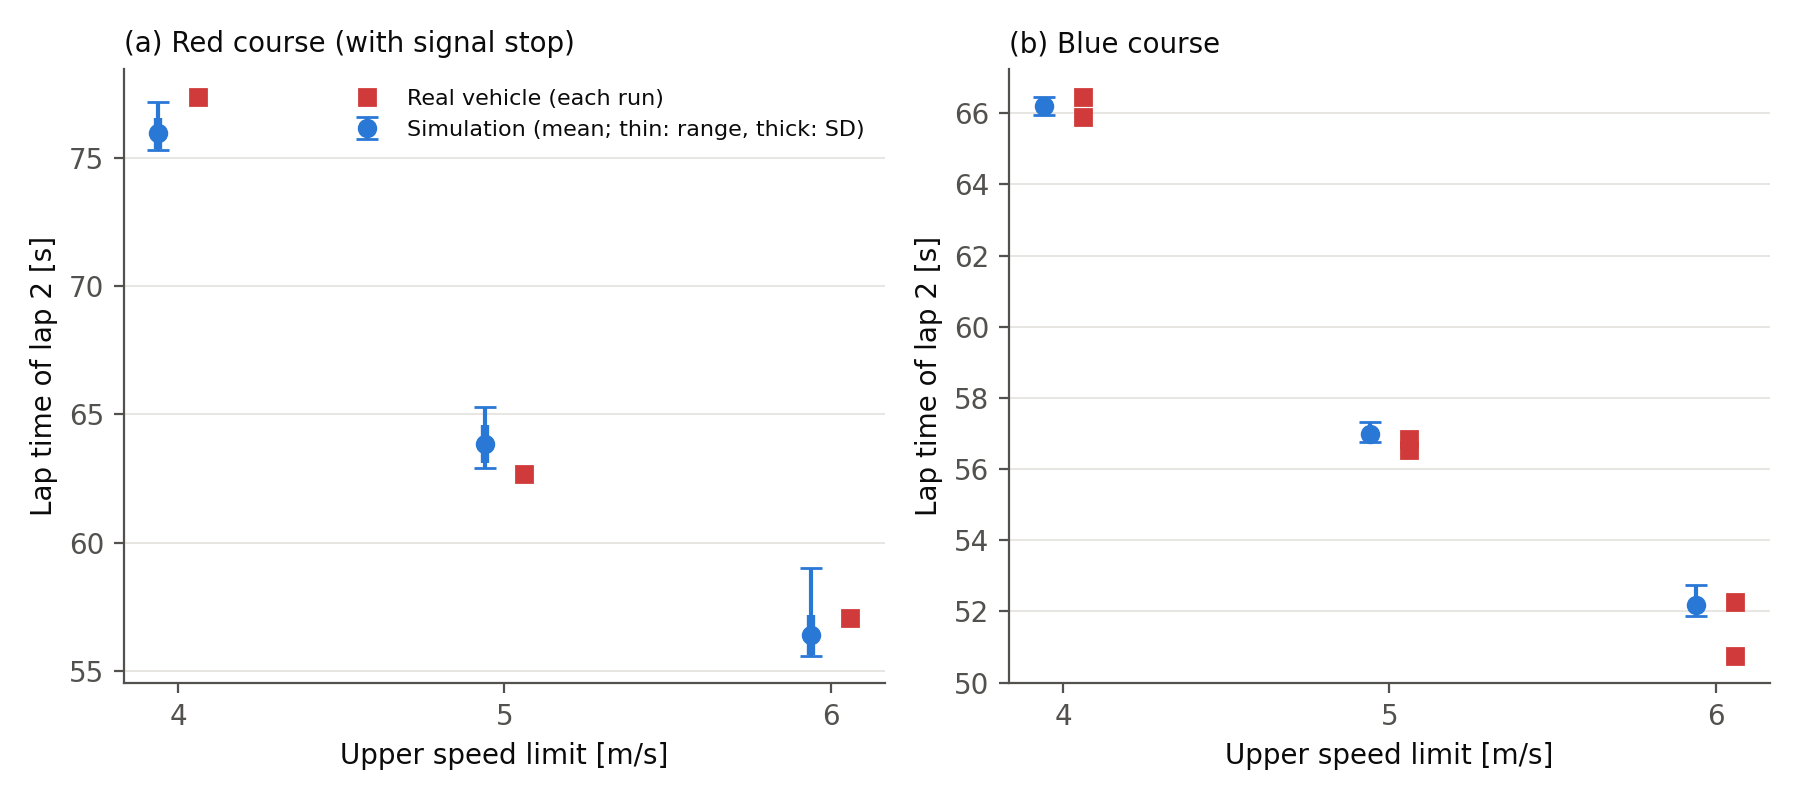 (a) Red course (with signal stop)
Real vehicle (each run)
Simulation (mean; thin: range, thick: SD)
Lap time of lap 2 [s]
75
70
65
60
55
4
5
6
Upper speed limit [m/s]
(b) Blue course
Lap time of lap 2 [s]
66
64
62
60
58
56
54
52
50
4
5
6
Upper speed limit [m/s]